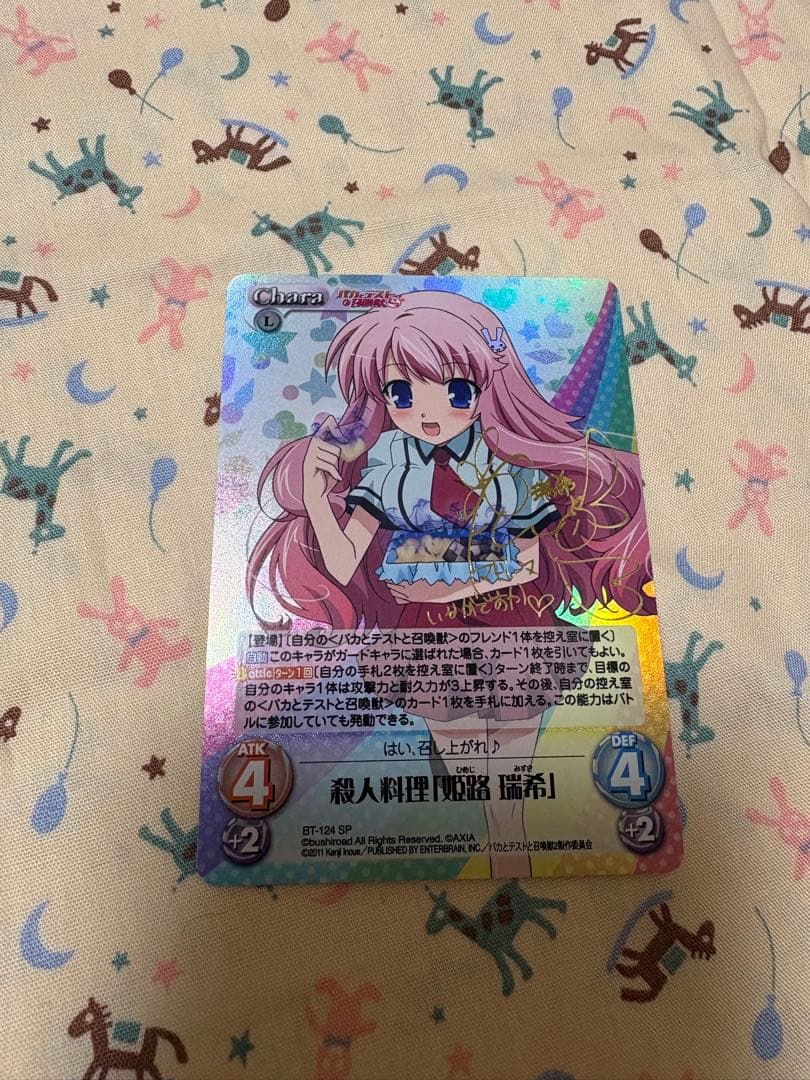 Chara
バカとテストと召喚獣
L
瑞希
いまがでおか♡
【登場】〔自分の<バカとテストと召喚獣>のフレンド1体を控え室に置く〕
自動 このキャラがガードキャラに選ばれた場合、カード1枚を引いてもよい。
Battle ターン1回 〔自分の手札2枚を控え室に置く〕ターン終了時まで、目標の
自分のキャラ1体は攻撃力と耐久力が3上昇する。その後、自分の控え室
の<バカとテストと召喚獣>のカード1枚を手札に加える。この能力はバト
ルに参加していても発動できる。
はい、召し上がれ♪
ATK
4
+2
ひめじ みずき
殺人料理「姫路 瑞希」
DEF
4
+2
BT-124 SP
©bushiroad All Rights Reserved. ©AXIA
©2011 Kenji Inoue/PUBLISHED BY ENTERBRAIN, INC./バカとテストと召喚獣2製作委員会